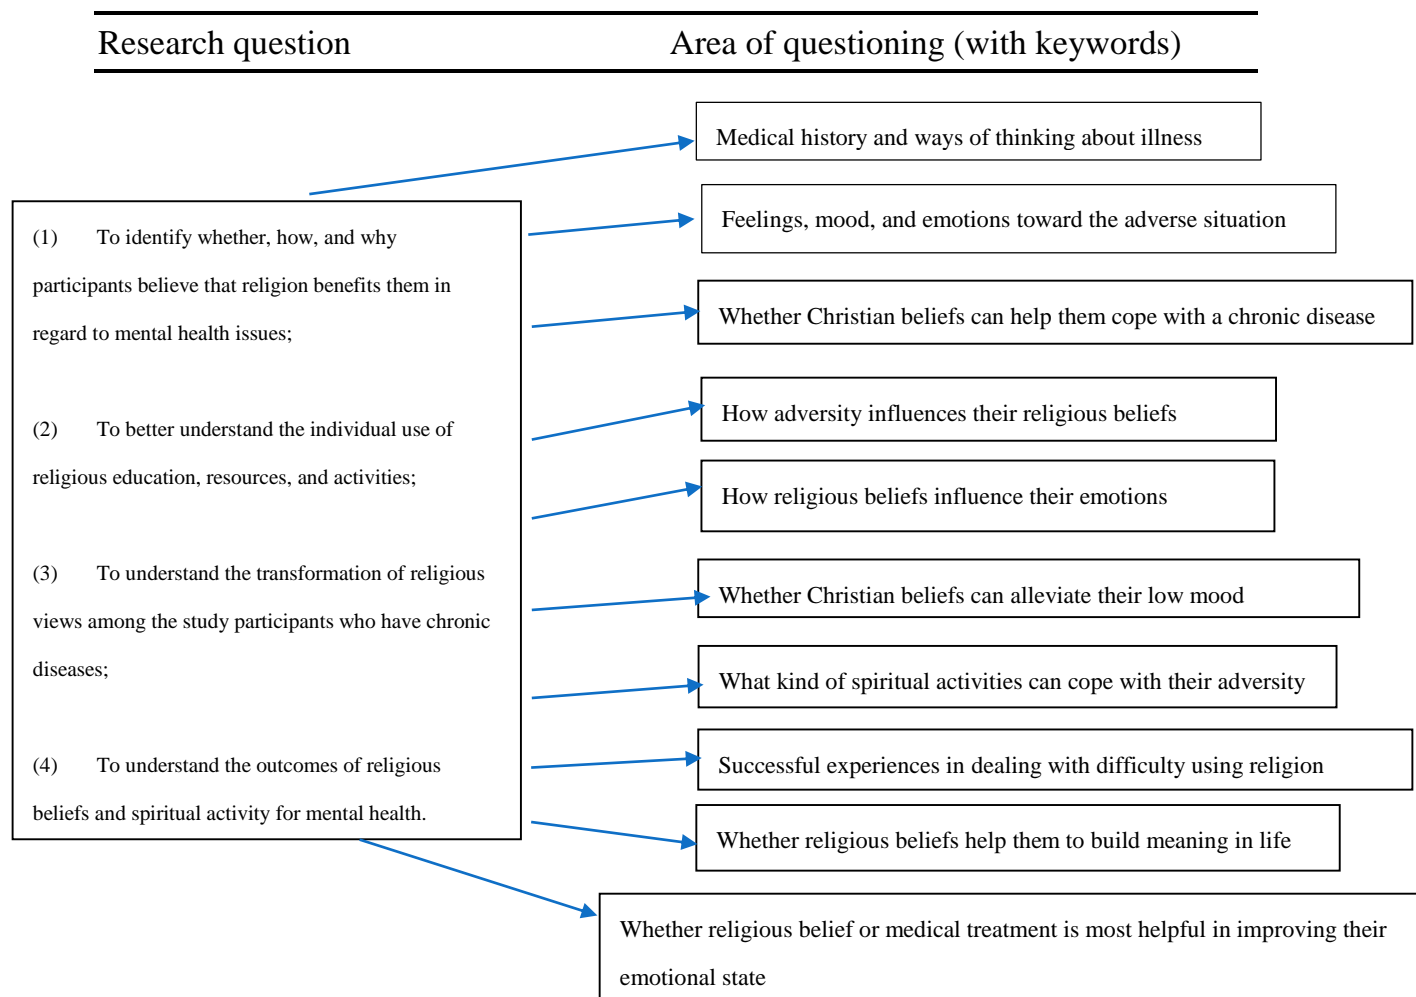 Research question
Area of questioning (with keywords)
(1) To identify whether, how, and why
participants believe that religion benefits them in
regard to mental health issues;
(2) To better understand the individual use of
religious education, resources, and activities;
(3) To understand the transformation of religious
views among the study participants who have chronic
diseases;
(4) To understand the outcomes of religious
beliefs and spiritual activity for mental health.
Medical history and ways of thinking about illness
Feelings, mood, and emotions toward the adverse situation
Whether Christian beliefs can help them cope with a chronic disease
How adversity influences their religious beliefs
How religious beliefs influence their emotions
Whether Christian beliefs can alleviate their low mood
What kind of spiritual activities can cope with their adversity
Successful experiences in dealing with difficulty using religion
Whether religious beliefs help them to build meaning in life
Whether religious belief or medical treatment is most helpful in improving their
emotional state